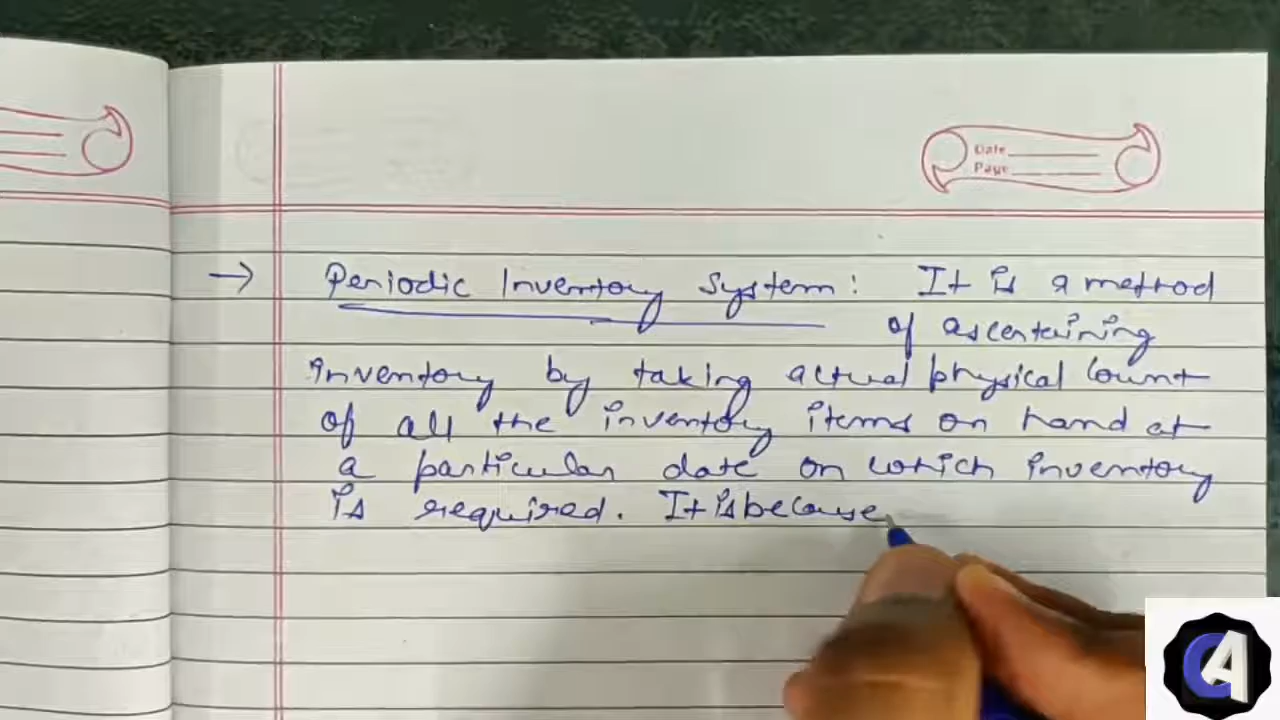 Date
Page
→ Periodic Inventory System: It is a method
of ascertaining
inventory by taking actual physical count
of all the inventory items on hand at
a particular date on which inventory
is required. It is because
CA